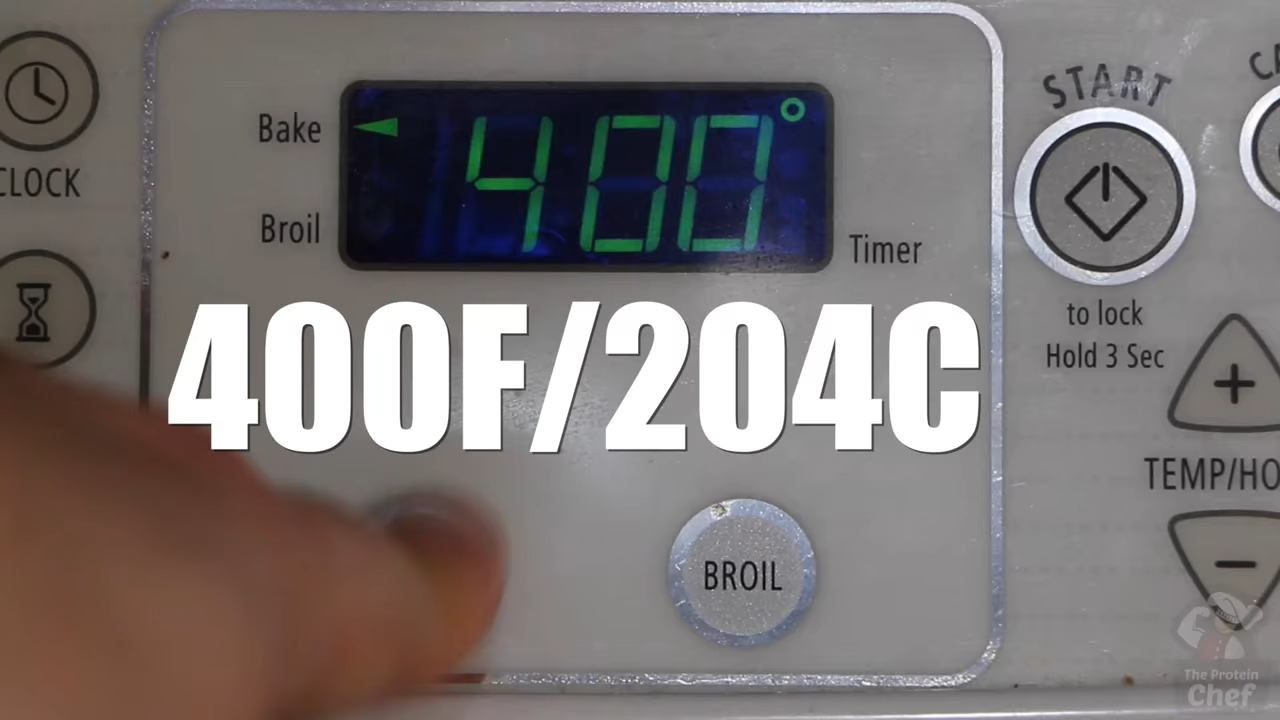 START
CLOCK
Bake
400°
Broil
Timer
to lock
Hold 3 Sec
400F/204C
TEMP/HO
BROIL
The Protein
Chef